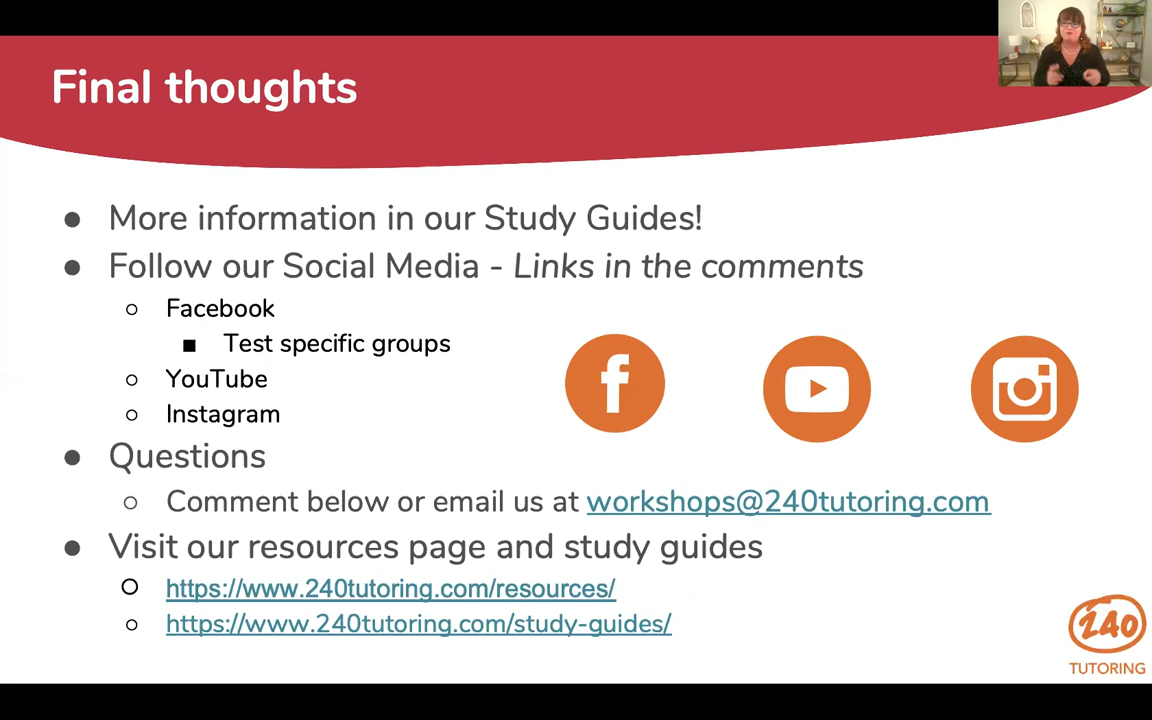 Final thoughts
More information in our Study Guides!
Follow our Social Media - Links in the comments
Facebook
Test specific groups
YouTube
Instagram
Questions
Comment below or email us at workshops@240tutoring.com
Visit our resources page and study guides
https://www.240tutoring.com/resources/
https://www.240tutoring.com/study-guides/
240
TUTORING